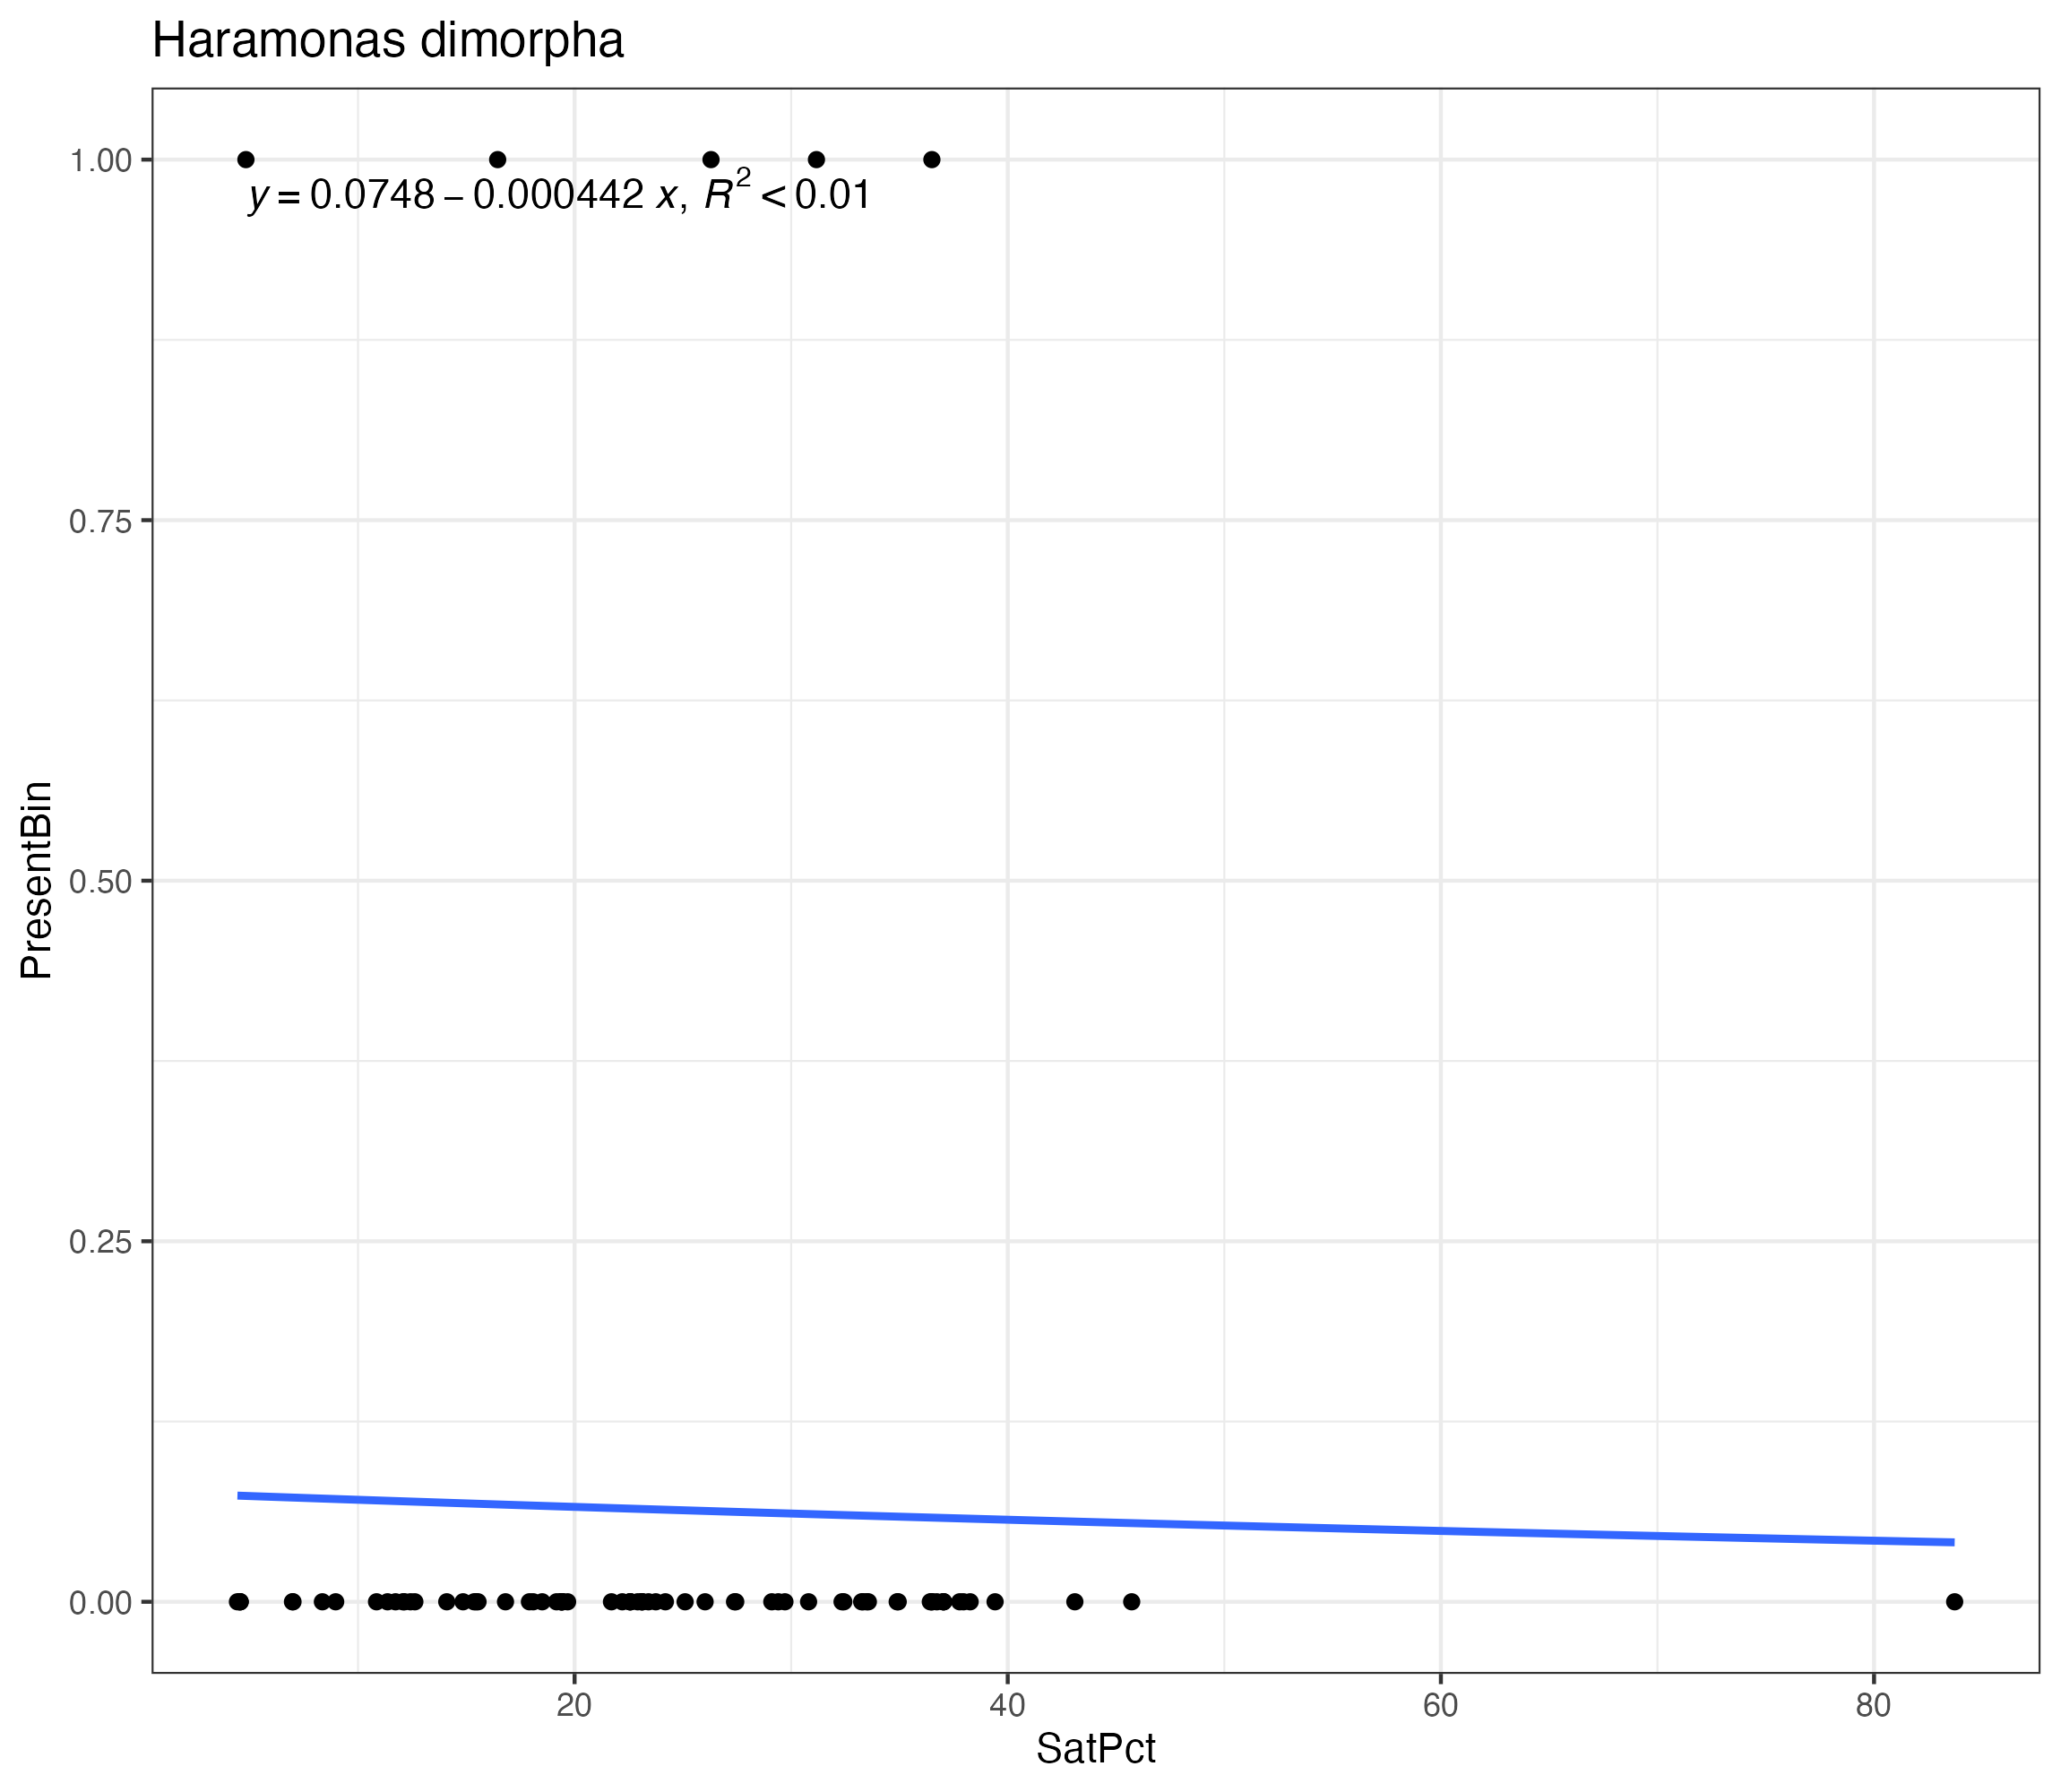 Haramonas dimorpha
1.00
y = 0.0748 − 0.000442 x, R² < 0.01
0.75
PresentBin
0.50
0.25
0.00
20 40 60 80
SatPct